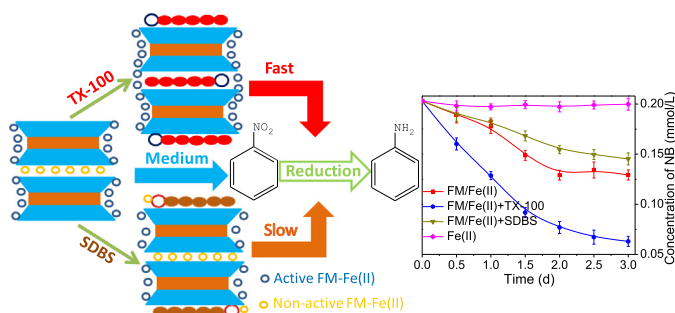 TX-100
Fast
Medium
NO2
Reduction
NH2
SDBS
Slow
Active FM-Fe(II)
Non-active FM-Fe(II)
FM/Fe(II)
FM/Fe(II)+TX-100
FM/Fe(II)+SDBS
Fe(II)
0.20
0.15
0.10
0.05
Concentration of NB (mmol/L)
0.0 0.5 1.0 1.5 2.0 2.5 3.0
Time (d)